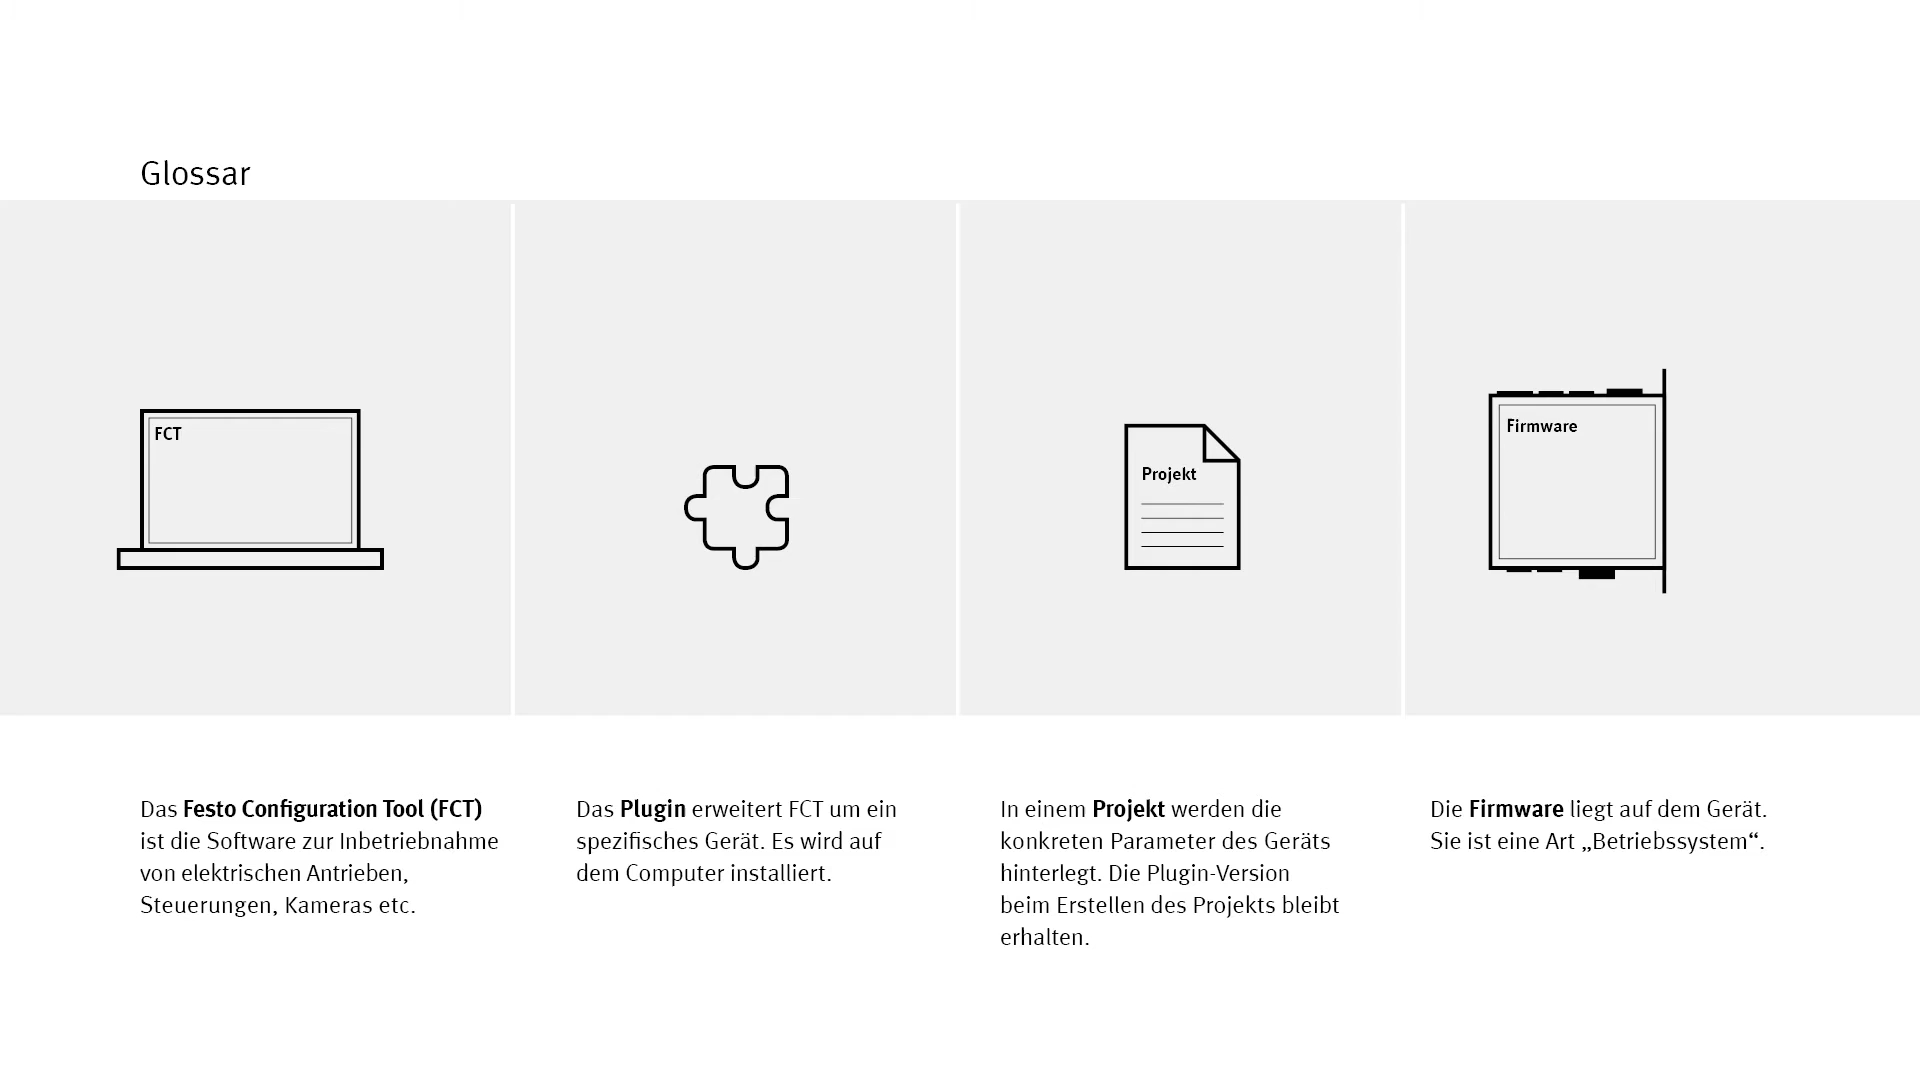 Glossar
FCT
Projekt
Firmware
Das Festo Configuration Tool (FCT)
ist die Software zur Inbetriebnahme
von elektrischen Antrieben,
Steuerungen, Kameras etc.
Das Plugin erweitert FCT um ein
spezifisches Gerät. Es wird auf
dem Computer installiert.
In einem Projekt werden die
konkreten Parameter des Geräts
hinterlegt. Die Plugin-Version
beim Erstellen des Projekts bleibt
erhalten.
Die Firmware liegt auf dem Gerät.
Sie ist eine Art „Betriebssystem“.